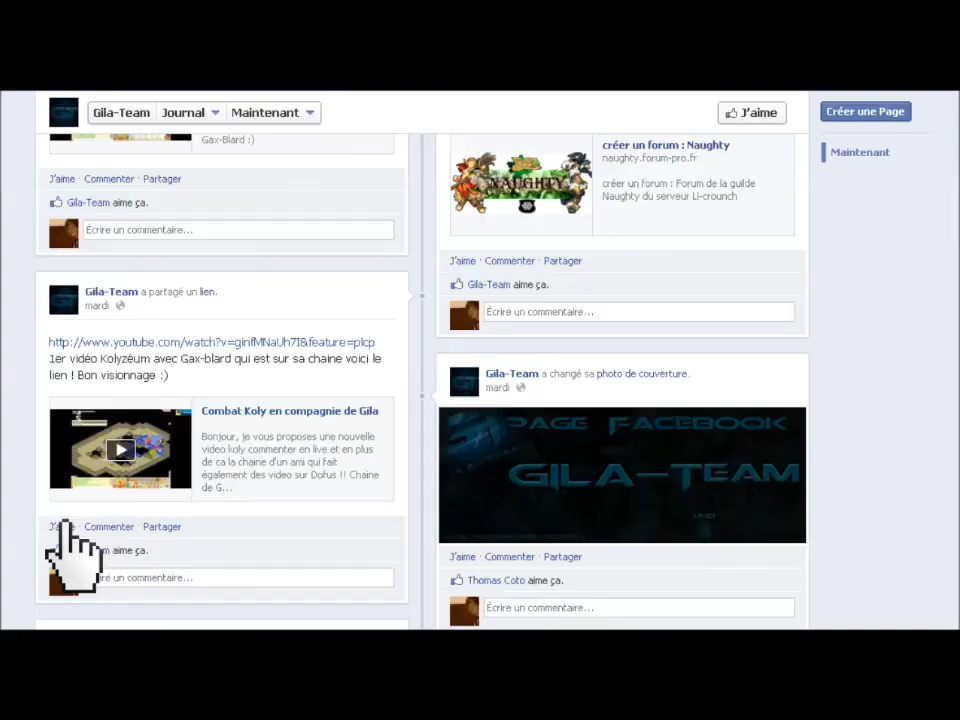 Gila-Team
Journal
Maintenant
J'aime
Créer une Page
Maintenant
Gax-Blard :)
J'aime · Commenter · Partager
Gila-Team aime ça.
Écrire un commentaire...
Gila-Team a partagé un lien.
mardi
http://www.youtube.com/watch?v=ginfMNaUh7I&feature=plcp
1er vidéo Kolyzéum avec Gax-blard qui est sur sa chaine voici le
lien ! Bon visionnage :)
Combat Koly en compagnie de Gila
Bonjour, je vous proposes une nouvelle
video koly commenter en live et en plus
de ca la chaine d'un ami qui fait
également des video sur Dofus !! Chaine
de G...
Commenter · Partager
aime ça.
un commentaire...
créer un forum : Naughty
naughty.forum-pro.fr
créer un forum : Forum de la guilde
Naughty du serveur Li-crounch
NAUGHTY
J'aime · Commenter · Partager
Gila-Team aime ça.
Écrire un commentaire...
Gila-Team a changé sa photo de couverture.
mardi
PAGE FACEBOOK
GILA-TEAM
J'aime · Commenter · Partager
Thomas Coto aime ça.
Écrire un commentaire...